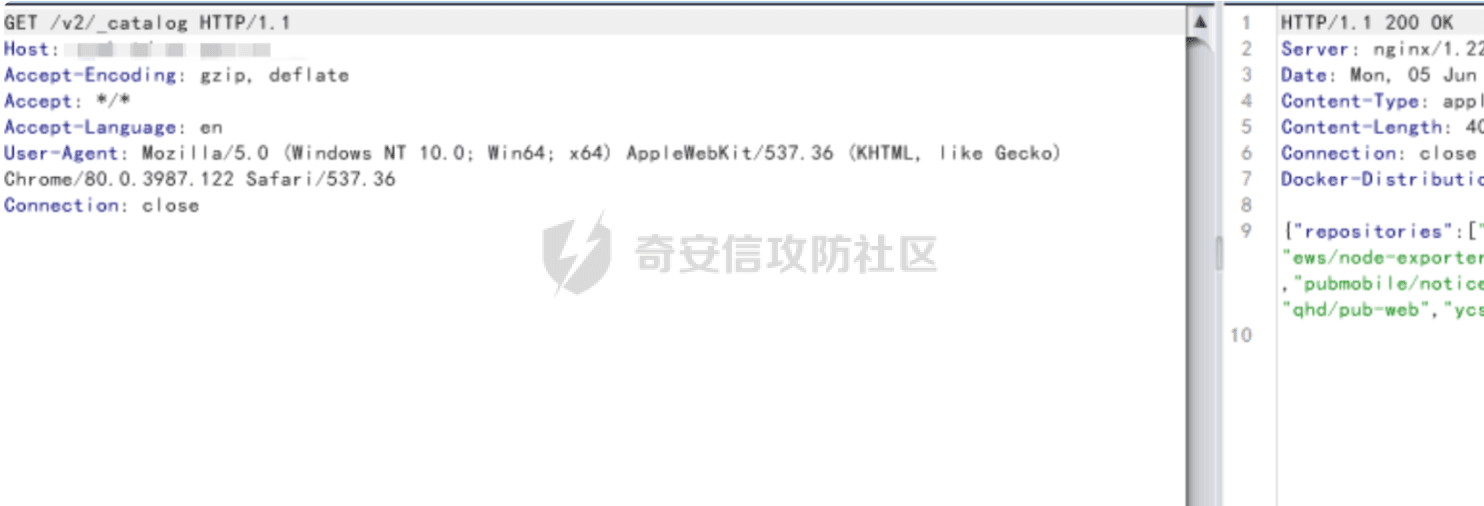 GET /v2/_catalog HTTP/1.1
Host:
Accept-Encoding: gzip, deflate
Accept: */*
Accept-Language: en
User-Agent: Mozilla/5.0 (Windows NT 10.0; Win64; x64) AppleWebKit/537.36 (KHTML, like Gecko)
Chrome/80.0.3987.122 Safari/537.36
Connection: close
奇安信攻防社区
1 HTTP/1.1 200 OK
2 Server: nginx/1.22
3 Date: Mon, 05 Jun
4 Content-Type: appl
5 Content-Length: 40
6 Connection: close
7 Docker-Distributio
8
9 {"repositories":["
"ews/node-exporter
,"pubmobile/notice
"qhd/pub-web","ycs
10